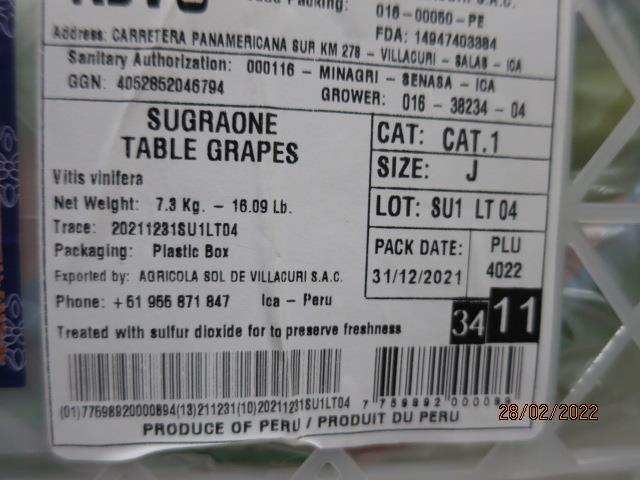 Packing:
S.A.C.
016-00060-PE
FDA: 14947403384
Address: CARRETERA PANAMERICANA SUR KM 278 - VILLACURI - SALAS - ICA
Sanitary Authorization: 000116 - MINAGRI - SENASA - ICA
GGN: 4052852046794
GROWER: 016 - 38234 - 04
SUGRAONE
TABLE GRAPES
CAT: CAT.1
SIZE: J
Vitis vinifera
Net Weight: 7.3 Kg. - 16.09 Lb.
LOT: SU1 LT 04
Trace: 20211231SU1LT04
Packaging: Plastic Box
PACK DATE: PLU
31/12/2021 4022
Exported by: AGRICOLA SOL DE VILLACURI S.A.C.
Phone: +51 956 871 847 Ica - Peru
34 11
Treated with sulfur dioxide for to preserve freshness
(01)77598920000894(13)211231(10)20211231SU1LT04
PRODUCE OF PERU / PRODUIT DU PERU
28/02/2022